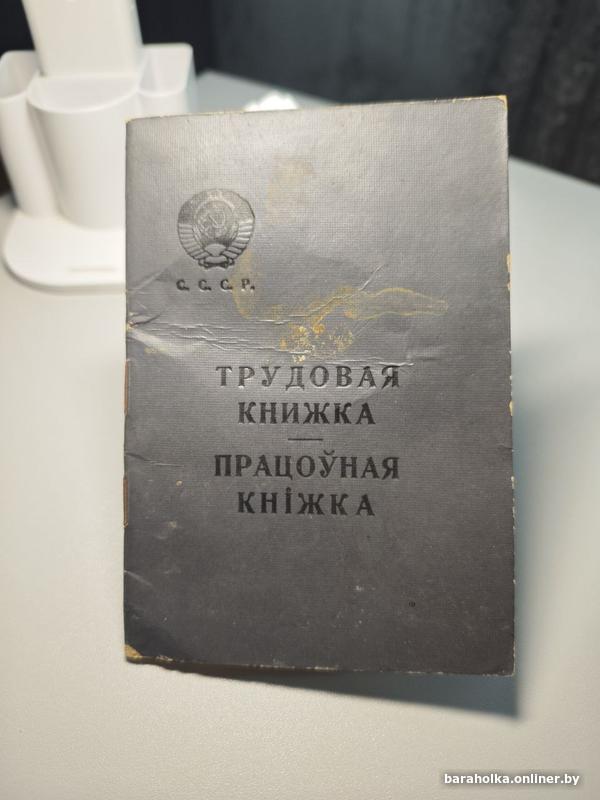 С. С. С. Р.
ТРУДОВАЯ
КНИЖКА
ПРАЦОЎНАЯ
КНІЖКА
baraholka.onliner.by